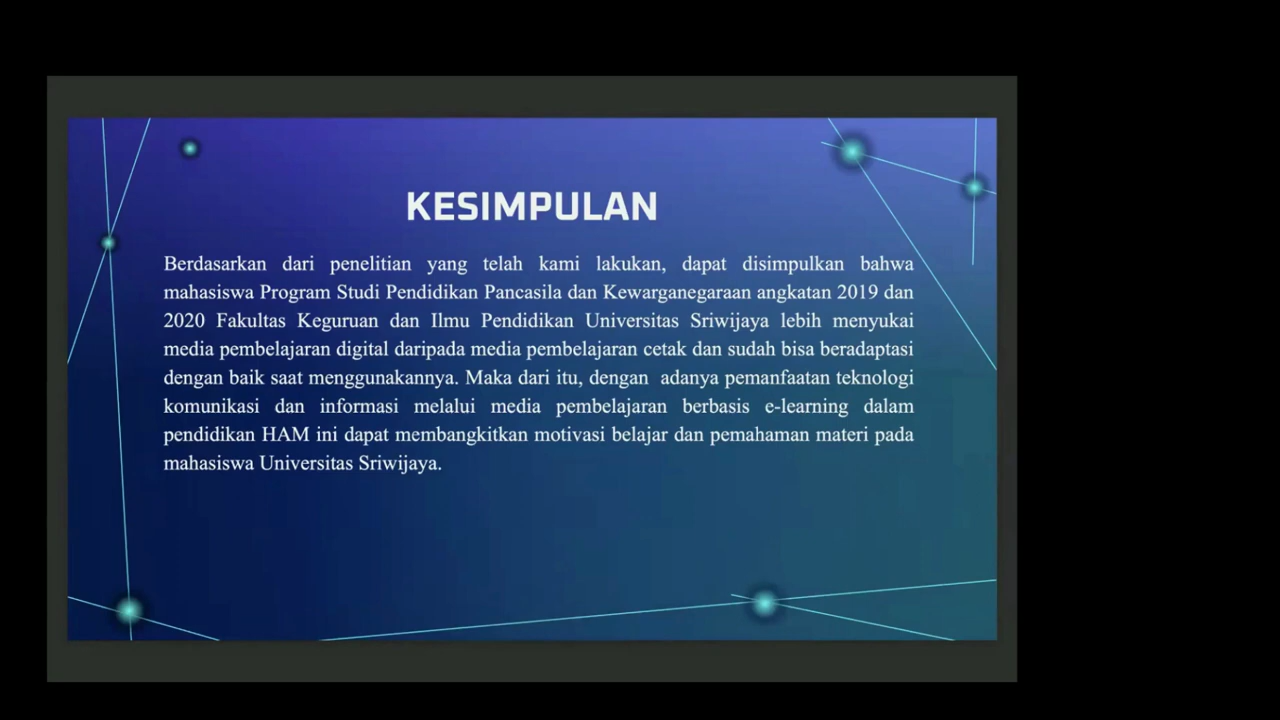 KESIMPULAN
Berdasarkan dari penelitian yang telah kami lakukan, dapat disimpulkan bahwa
mahasiswa Program Studi Pendidikan Pancasila dan Kewarganegaraan angkatan 2019 dan
2020 Fakultas Keguruan dan Ilmu Pendidikan Universitas Sriwijaya lebih menyukai
media pembelajaran digital daripada media pembelajaran cetak dan sudah bisa beradaptasi
dengan baik saat menggunakannya. Maka dari itu, dengan adanya pemanfaatan teknologi
komunikasi dan informasi melalui media pembelajaran berbasis e-learning dalam
pendidikan HAM ini dapat membangkitkan motivasi belajar dan pemahaman materi pada
mahasiswa Universitas Sriwijaya.